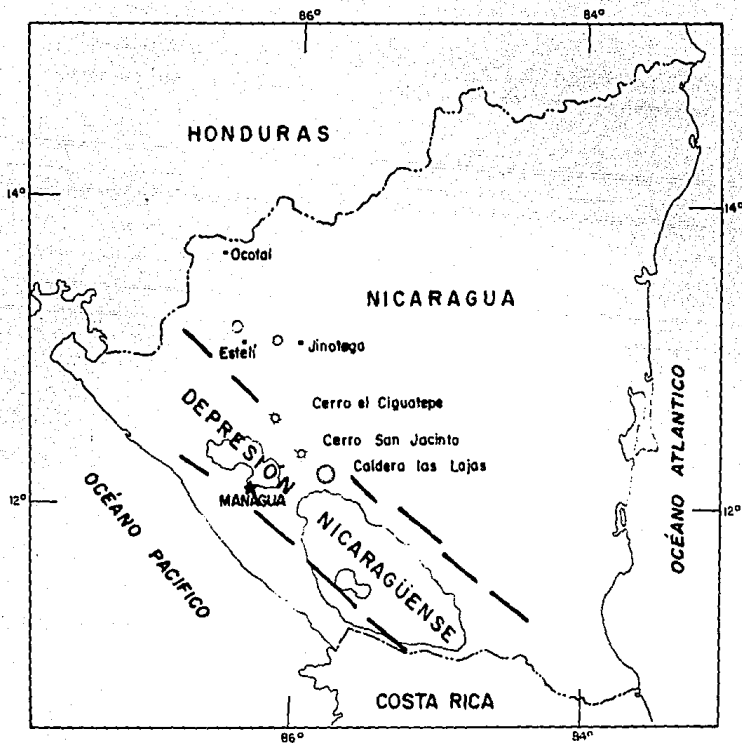 86°
84°
HONDURAS
14°
14°
Ocotal
NICARAGUA
Estelí
Jinotega
Cerro el Ciguatepe
DEPRESIÓN
Cerro San Jacinto
Caldera las Lajas
12°
MANAGUA
12°
OCÉANO PACIFICO
NICARAGÜENSE
OCÉANO ATLANTICO
COSTA RICA
86°
84°